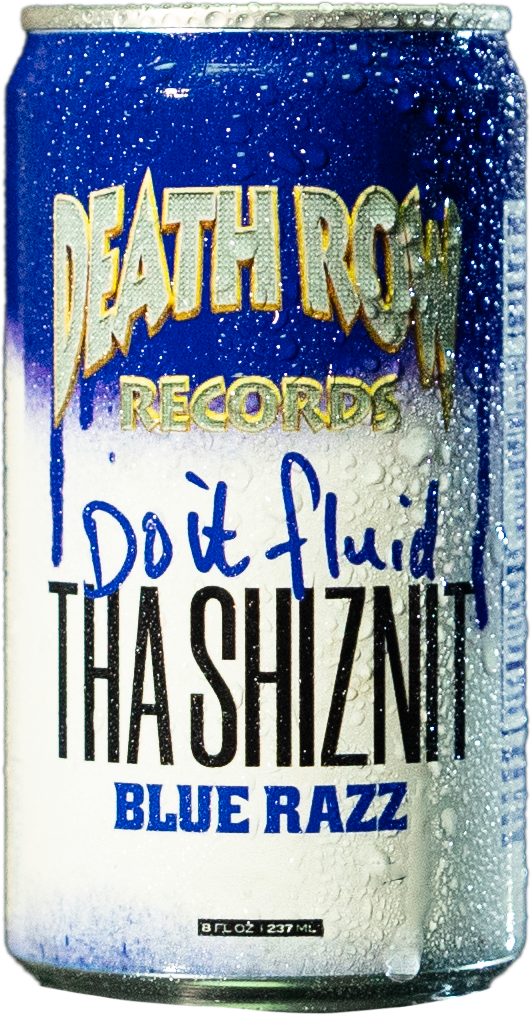 DEATH ROW
RECORDS
Do it fluid
THA SHIZNIT
BLUE RAZZ
8 FL OZ | 237 ML